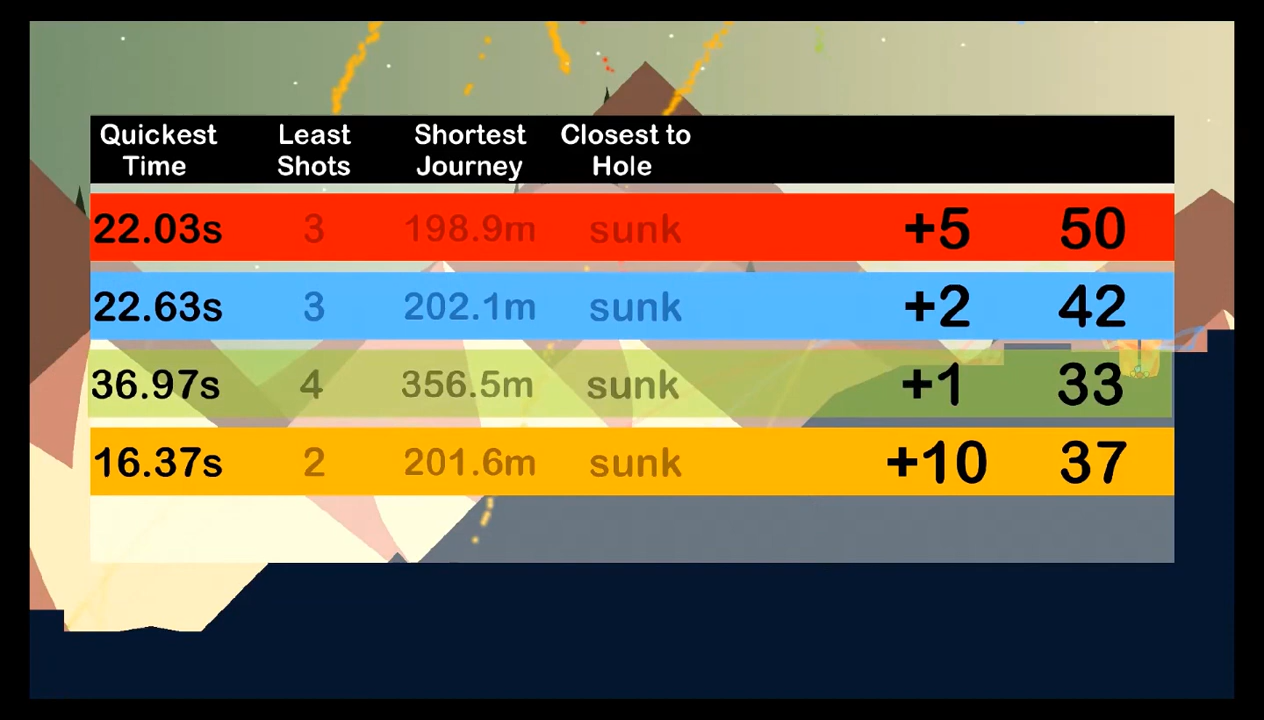 Quickest Time Least Shots Shortest Journey Closest to Hole
22.03s 3 198.9m sunk +5 50
22.63s 3 202.1m sunk +2 42
36.97s 4 356.5m sunk +1 33
16.37s 2 201.6m sunk +10 37